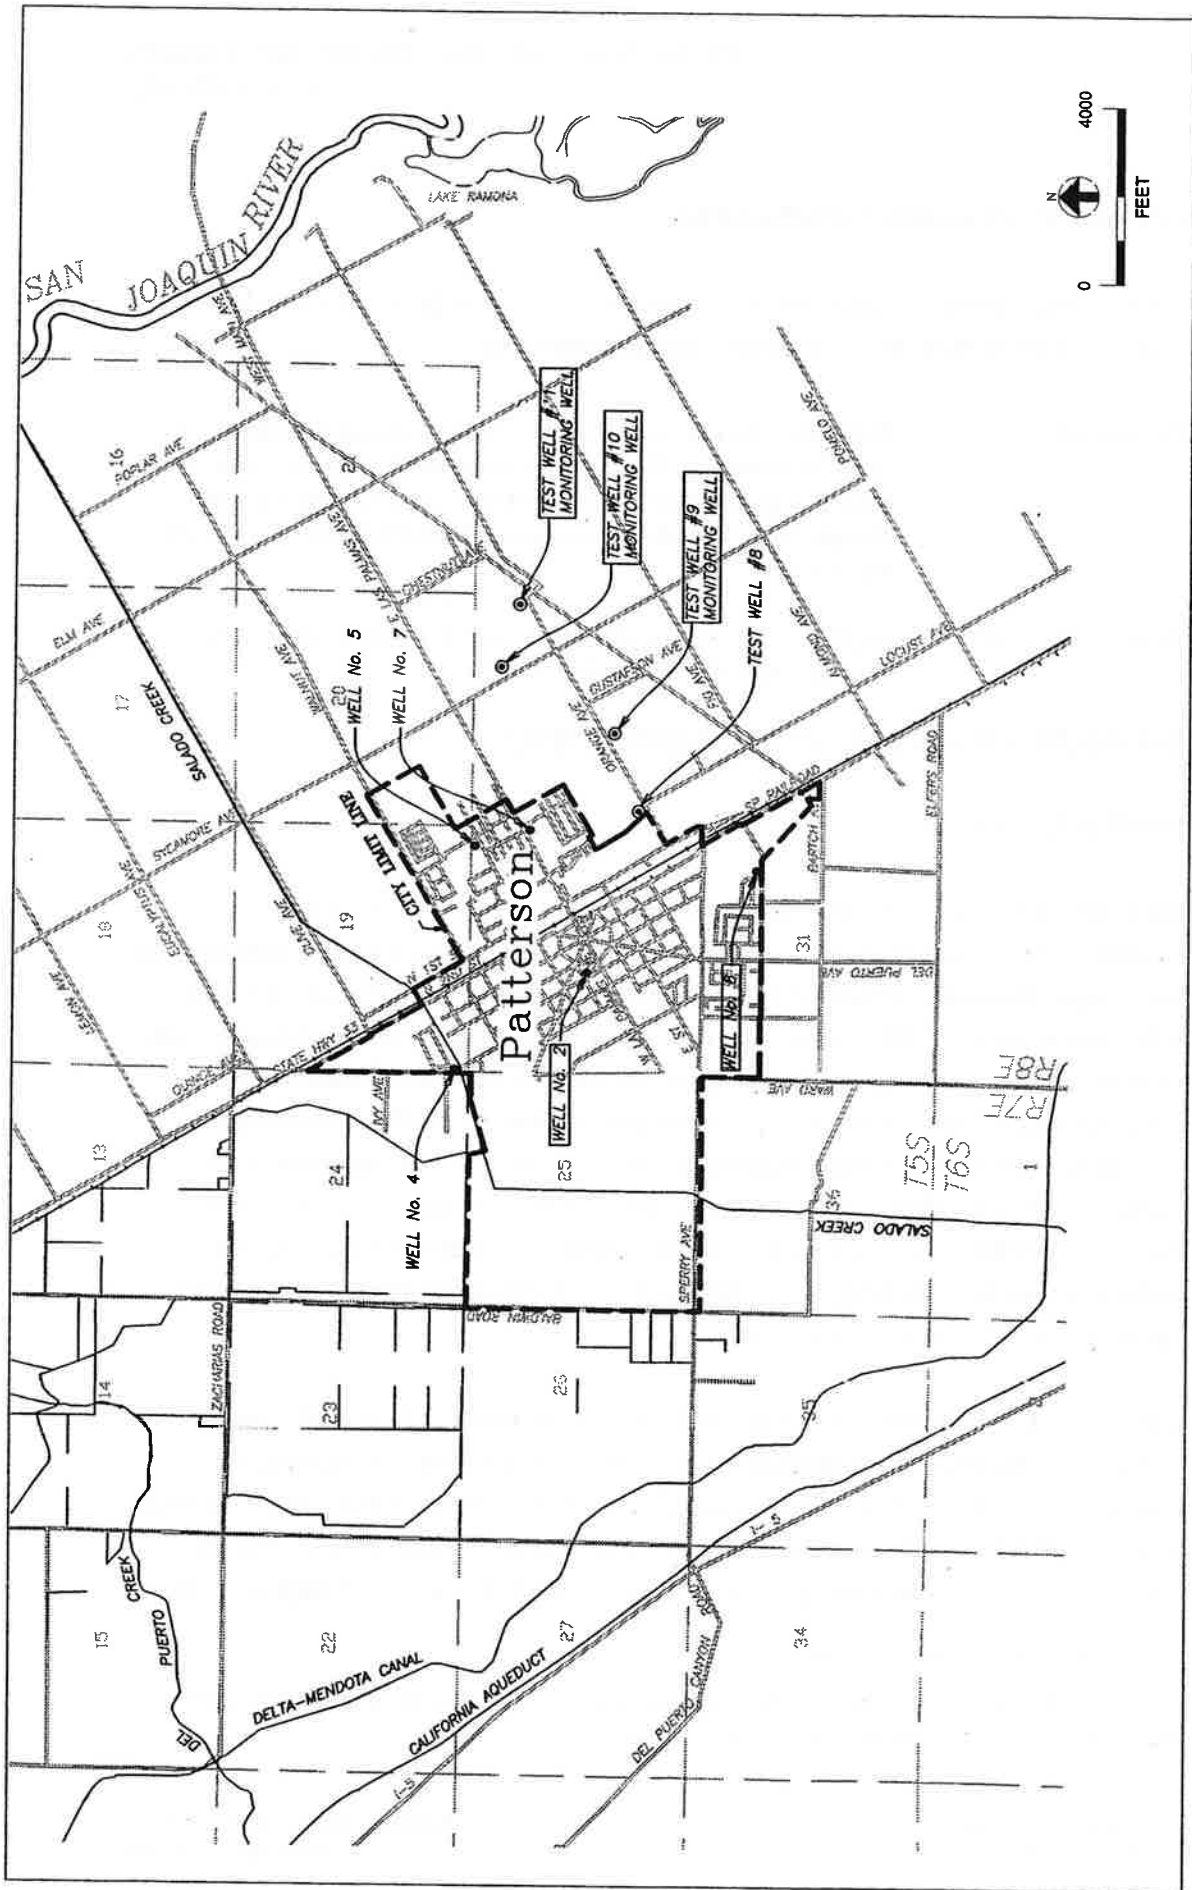 SAN
JOAQUIN
RIVER
LAKE RAMONA
WEST MAIN AVE
16
POPLAR AVE
21
ELM AVE
E LAS PALMAS AVE
17
SALADO CREEK
WALNUT AVE
20
WELL No. 5
WELL No. 7
TEST WELL #11
MONITORING WELL
TEST WELL #10
MONITORING WELL
TEST WELL #9
MONITORING WELL
TEST WELL #8
GUSTAFSON AVE
ORANGE AVE
FIG AVE
ALMOND AVE
POMELO AVE
LOCUST AVE
SYCAMORE AVE
18
EUCALYPTUS AVE
LEMON AVE
OLIVE AVE
19
CITY LIMIT LINE
N 1ST
STATE HWY 33
Patterson
SP RAILROAD
BARTCH AVE
ELFERS ROAD
31
DEL PUERTO AVE
WELL No. 2
E ST
IVY AVE
WELL No. 4
WARD AVE
R8E
R7E
T5S
T6S
13
24
25
36
1
SALADO CREEK
SPERRY AVE
BALDWIN ROAD
ZACHARIAS ROAD
14
23
26
35
I-5
15
22
27
34
DEL
PUERTO
CREEK
DELTA-MENDOTA CANAL
CALIFORNIA AQUEDUCT
I-5
DEL PUERTO CANYON ROAD
N
0
4000
FEET